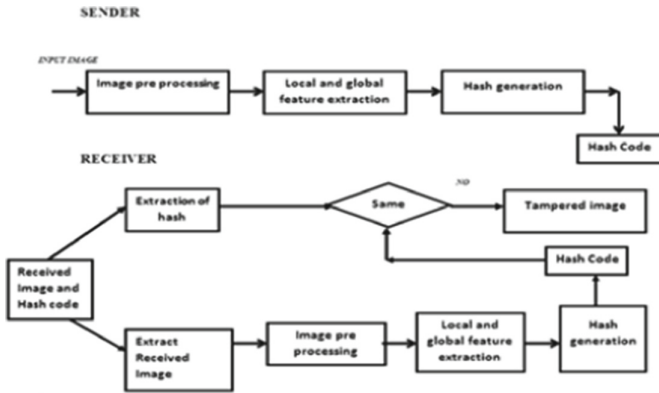 SENDER
INPUT IMAGE
Image pre processing
Local and global
feature extraction
Hash generation
Hash Code
RECEIVER
Extraction of
hash
Same
NO
Tampered image
Received
Image and
Hash code
Hash Code
Extract
Received
Image
Image pre
processing
Local and
global feature
extraction
Hash
generation